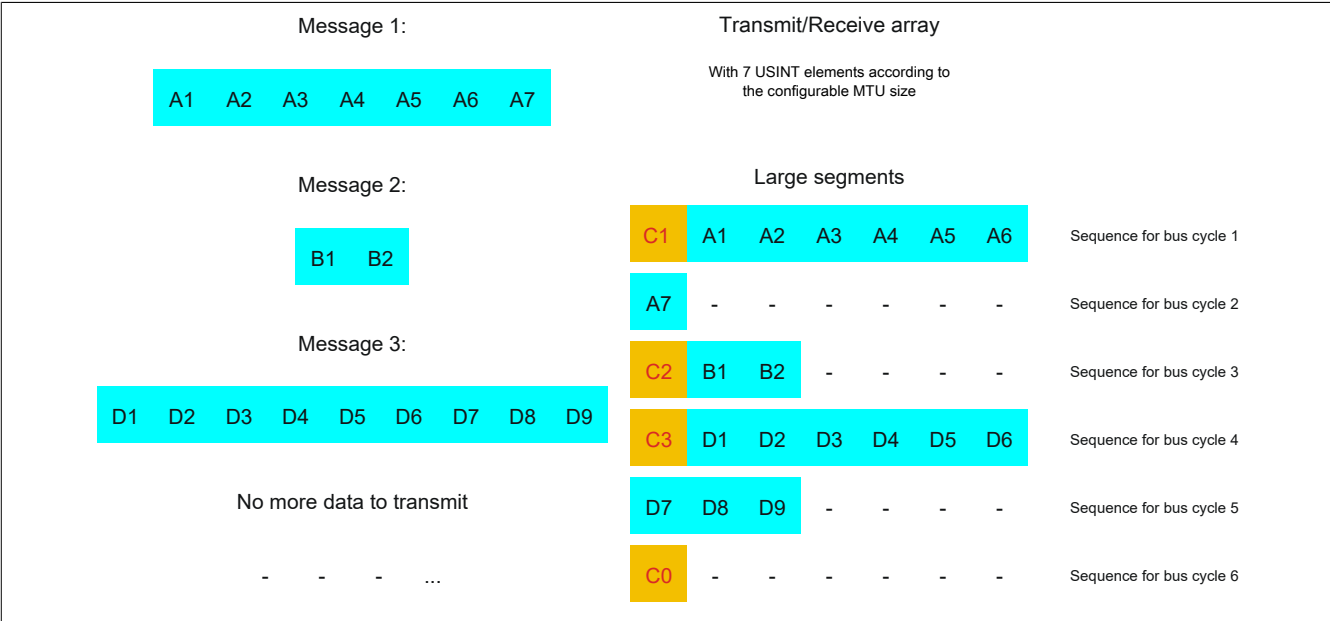 Message 1:
A1 A2 A3 A4 A5 A6 A7
Message 2:
B1 B2
Message 3:
D1 D2 D3 D4 D5 D6 D7 D8 D9
No more data to transmit
- - - ...
Transmit/Receive array
With 7 USINT elements according to
the configurable MTU size
Large segments
C1 A1 A2 A3 A4 A5 A6 Sequence for bus cycle 1
A7 - - - - - - Sequence for bus cycle 2
C2 B1 B2 - - - - Sequence for bus cycle 3
C3 D1 D2 D3 D4 D5 D6 Sequence for bus cycle 4
D7 D8 D9 - - - - Sequence for bus cycle 5
C0 - - - - - - Sequence for bus cycle 6